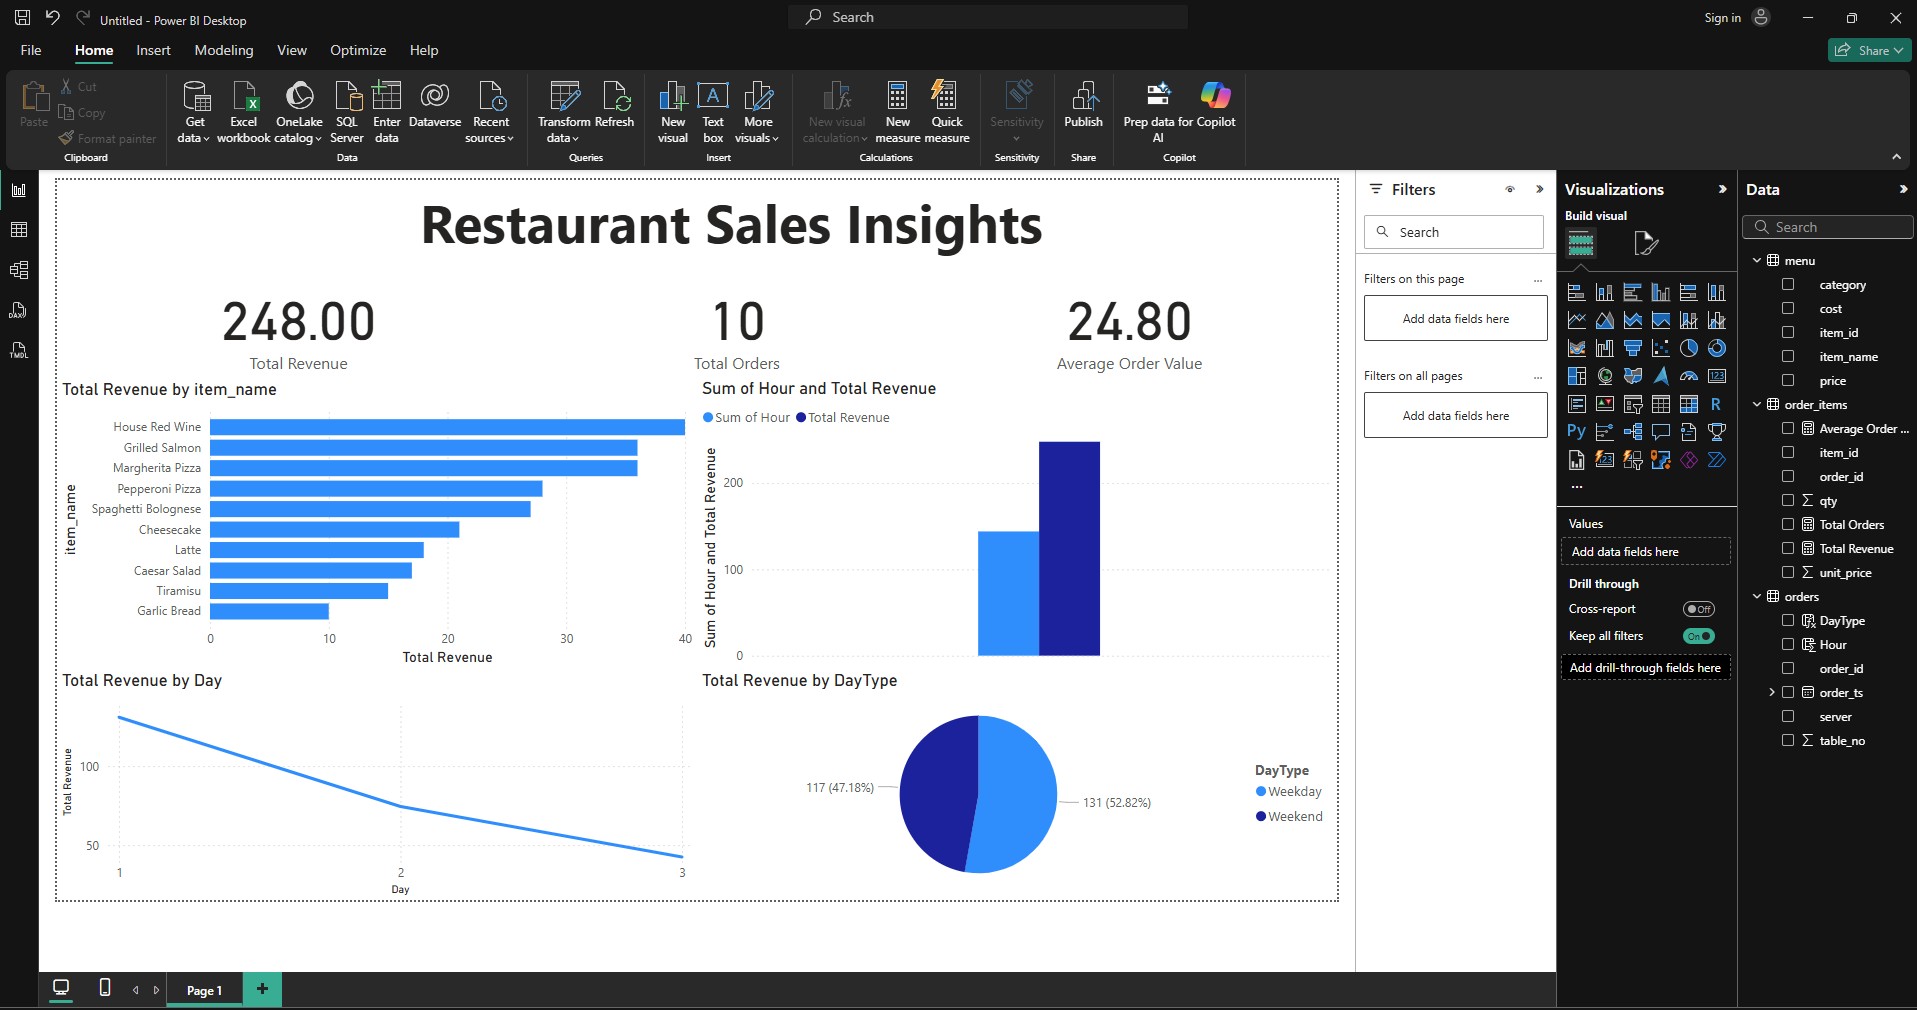 Untitled - Power BI Desktop
Search
Sign in
File
Home
Insert
Modeling
View
Optimize
Help
Share
Paste
Cut
Copy
Format painter
Clipboard
Get data
Excel workbook
OneLake catalog
SQL Server
Enter data
Dataverse
Recent sources
Data
Transform data
Refresh
Queries
New visual
Text box
More visuals
Insert
New visual calculation
New measure
Quick measure
Calculations
Sensitivity
Sensitivity
Publish
Share
Prep data for AI
Copilot
Copilot
DAX
TMDL
Restaurant Sales Insights
248.00
Total Revenue
10
Total Orders
24.80
Average Order Value
Total Revenue by item_name
item_name
House Red Wine
Grilled Salmon
Margherita Pizza
Pepperoni Pizza
Spaghetti Bolognese
Cheesecake
Latte
Caesar Salad
Tiramisu
Garlic Bread
0 10 20 30 40
Total Revenue
Sum of Hour and Total Revenue
Sum of Hour Total Revenue
Sum of Hour and Total Revenue
200
100
0
Total Revenue by Day
Total Revenue
100
50
1 2 3
Day
Total Revenue by DayType
117 (47.18%)
131 (52.82%)
DayType
Weekday
Weekend
Filters
Search
Filters on this page
...
Add data fields here
Filters on all pages
...
Add data fields here
Visualizations
Build visual
123
R
Py
123
...
Values
Add data fields here
Drill through
Cross-report
Off
Keep all filters
On
Add drill-through fields here
Data
Search
menu
category
cost
item_id
item_name
price
order_items
Average Order ...
item_id
order_id
qty
Total Orders
Total Revenue
unit_price
orders
DayType
Hour
order_id
order_ts
server
table_no
Page 1